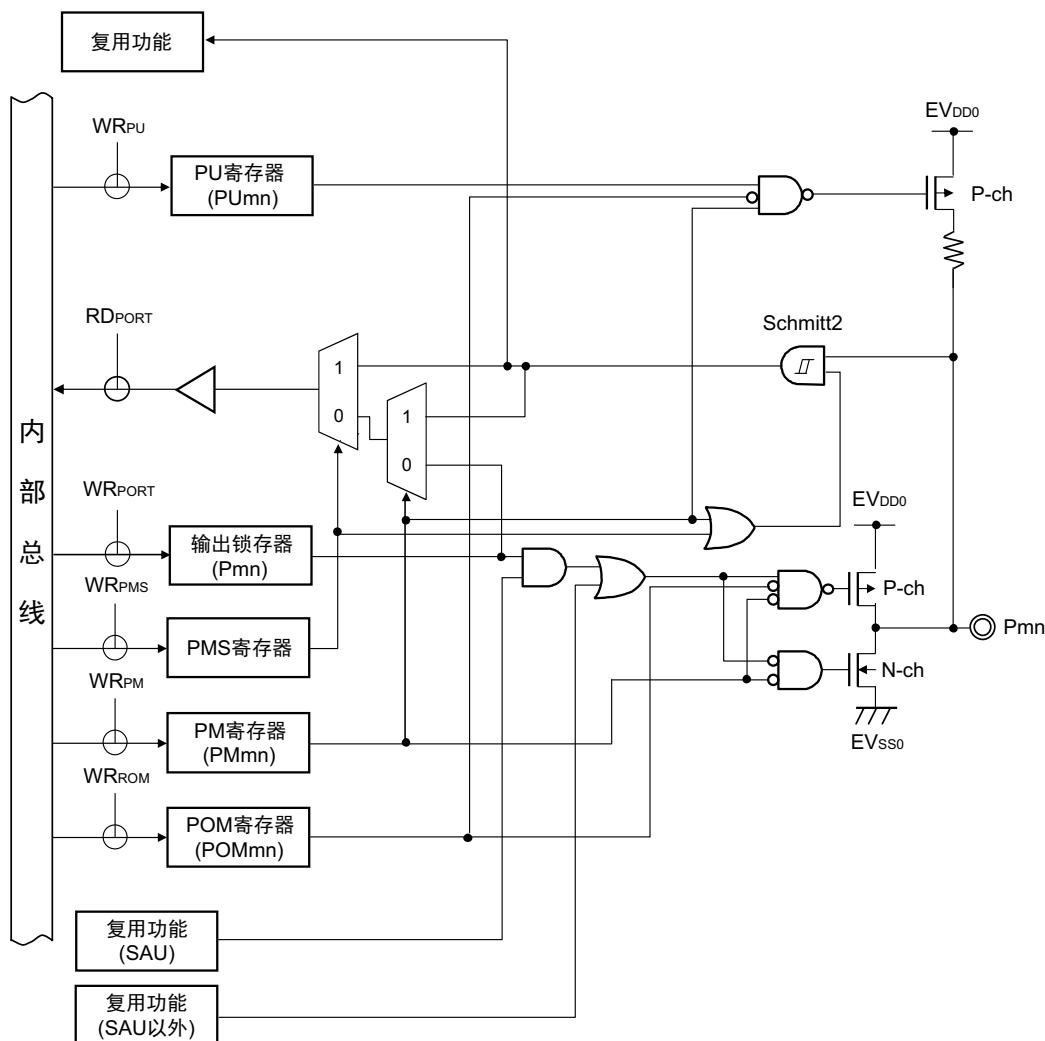 复用功能
WRPU
EVDD0
PU寄存器
(PUmn)
P-ch
RDPORT
Schmitt2
1
0
1
0
内部总线
WRPORT
EVDD0
输出锁存器
(Pmn)
WRPMS
P-ch
Pmn
PMS寄存器
N-ch
WRPM
PM寄存器
(PMmn)
EVSS0
WRROM
POM寄存器
(POMmn)
复用功能
(SAU)
复用功能
(SAU以外)